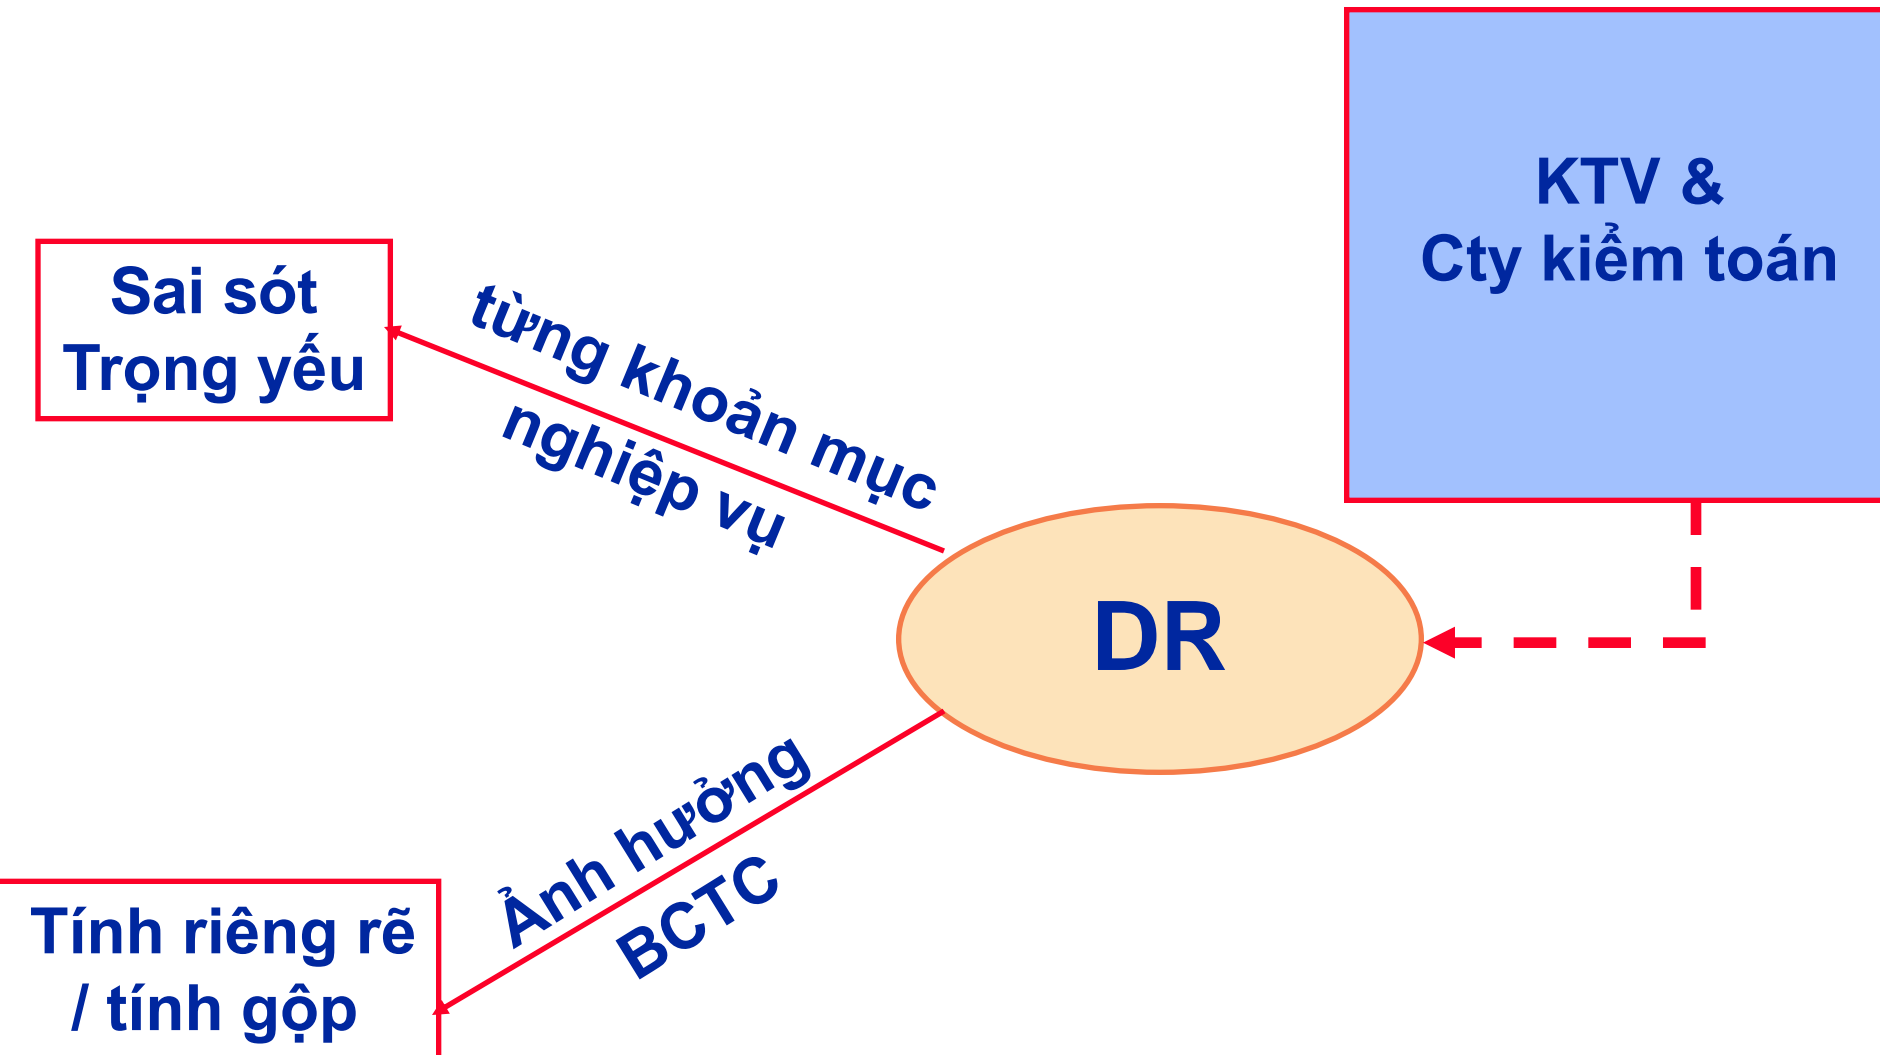 KTV &
Cty kiểm toán
Sai sót
Trọng yếu
từng khoản mục
nghiệp vụ
DR
Ảnh hưởng
BCTC
Tính riêng rẽ
/ tính gộp